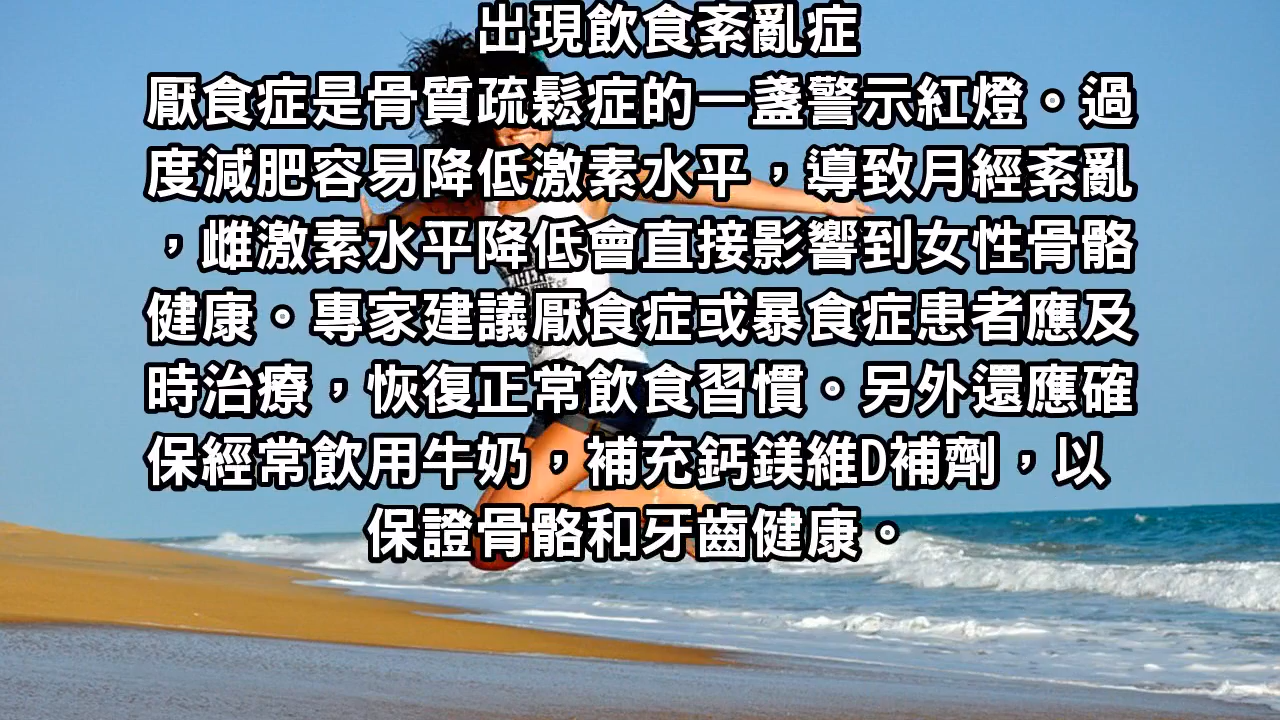 出現飲食紊亂症
厭食症是骨質疏鬆症的一盞警示紅燈。過
度減肥容易降低激素水平，導致月經紊亂
，雌激素水平降低會直接影響到女性骨骼
健康。專家建議厭食症或暴食症患者應及
時治療，恢復正常飲食習慣。另外還應確
保經常飲用牛奶，補充鈣鎂維D補劑，以
保證骨骼和牙齒健康。